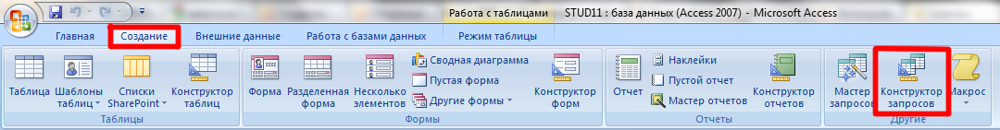 Работа с таблицами STUD11 : база данных (Access 2007) - Microsoft Access
Главная Создание Внешние данные Работа с базами данных Режим таблицы
Таблица
Шаблоны
таблиц
Списки
SharePoint
Конструктор
таблиц
Таблицы
Форма
Разделенная
форма
Несколько
элементов
Сводная диаграмма
Пустая форма
Другие формы
Конструктор
форм
Формы
Отчет
Наклейки
Пустой отчет
Мастер отчетов
Конструктор
отчетов
Отчеты
Мастер
запросов
Конструктор
запросов
Макрос
Другие